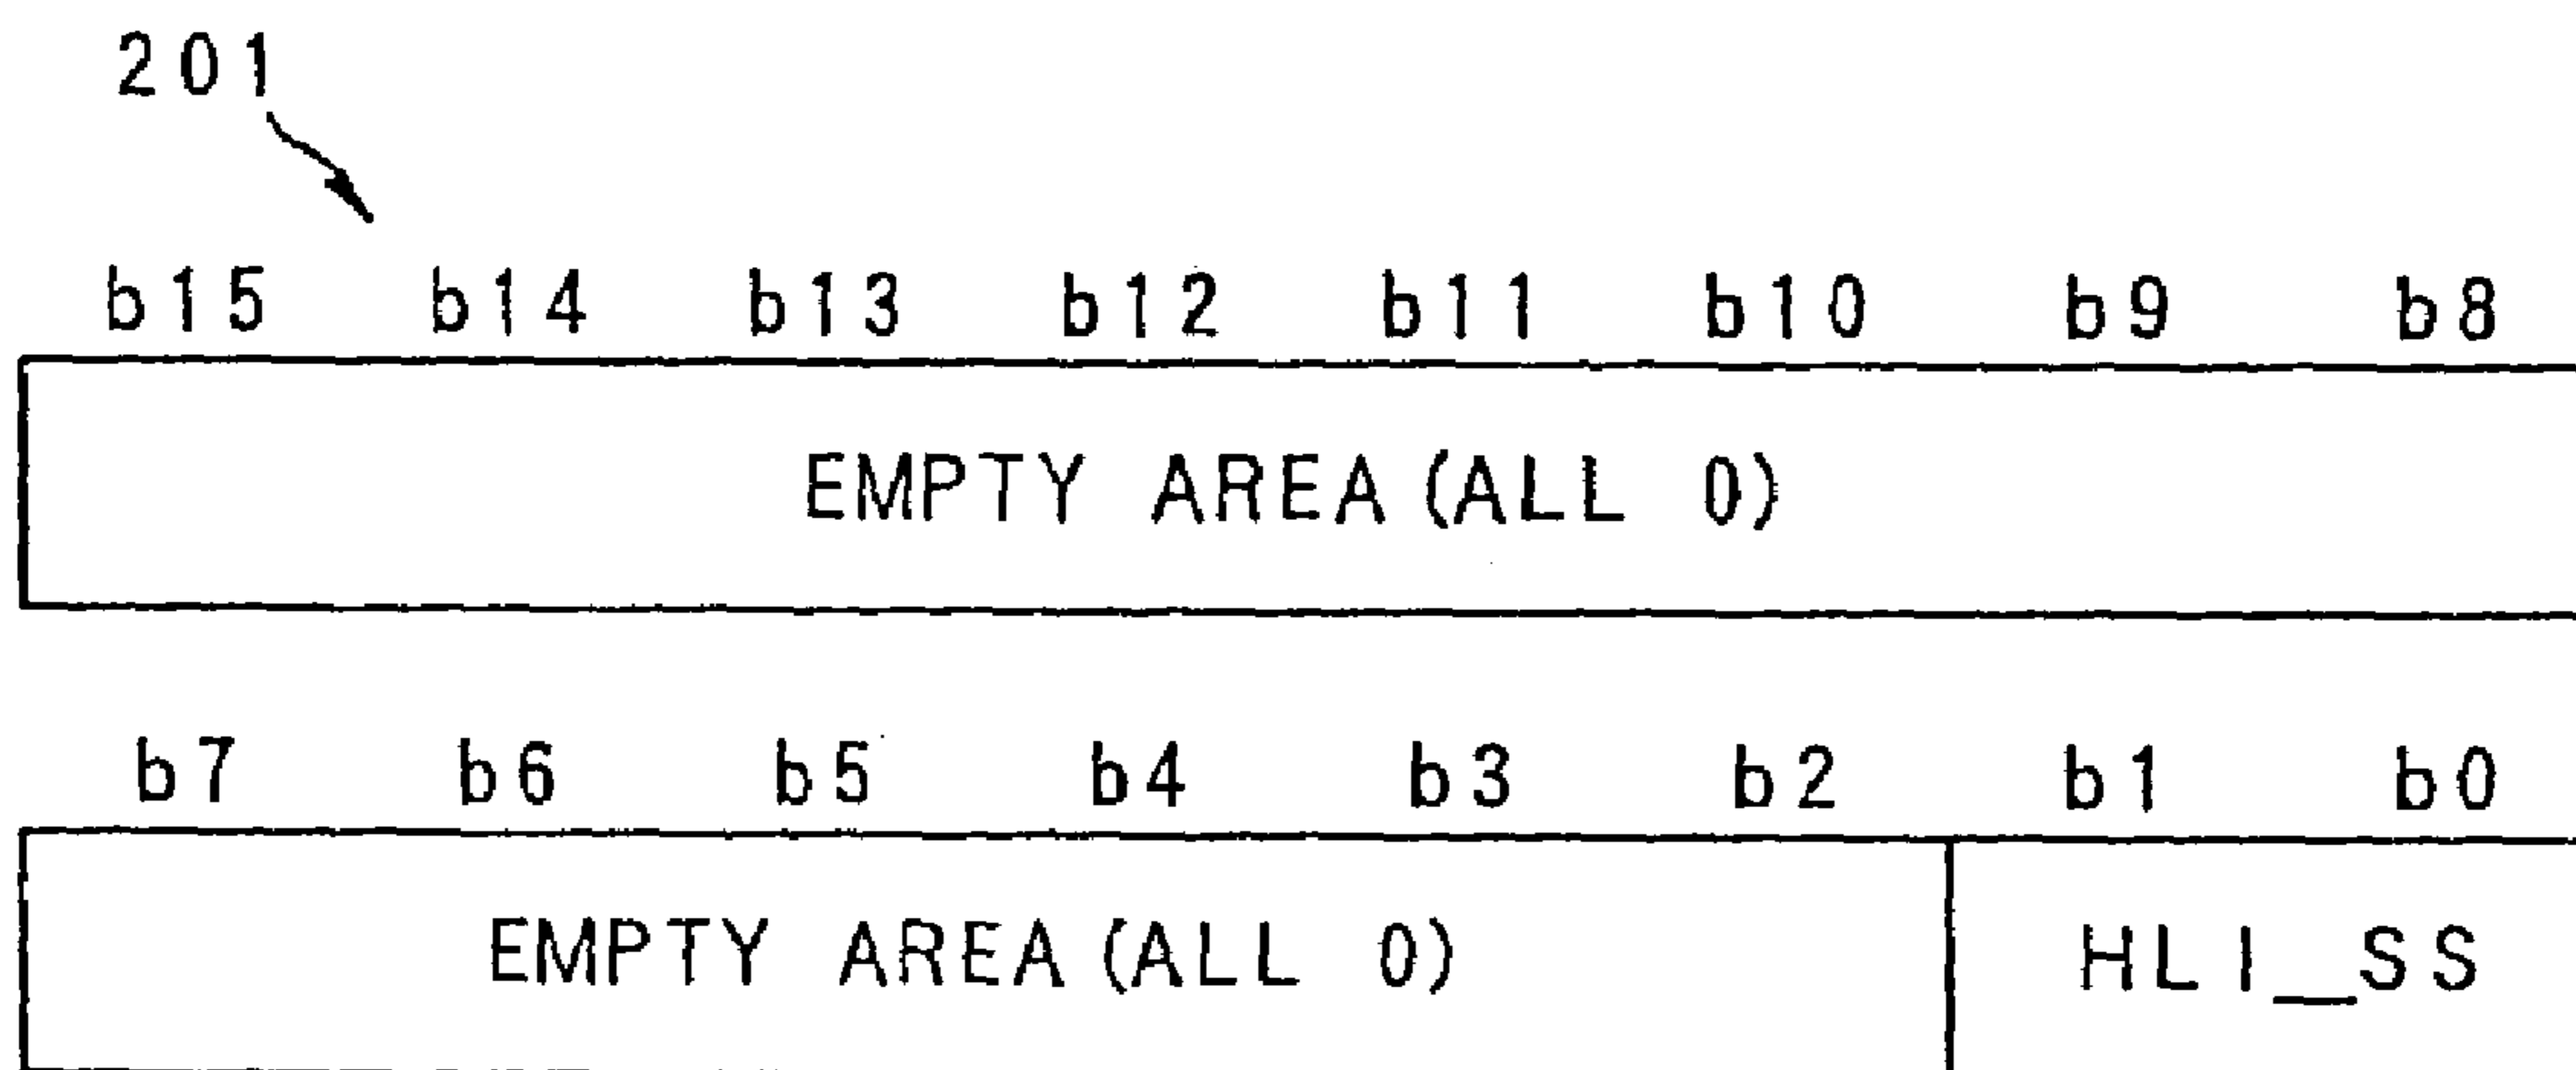 201
b15 b14 b13 b12 b11 b10 b9 b8
EMPTY AREA(ALL 0)
b7 b6 b5 b4 b3 b2 b1 b0
EMPTY AREA(ALL 0) HLI_SS